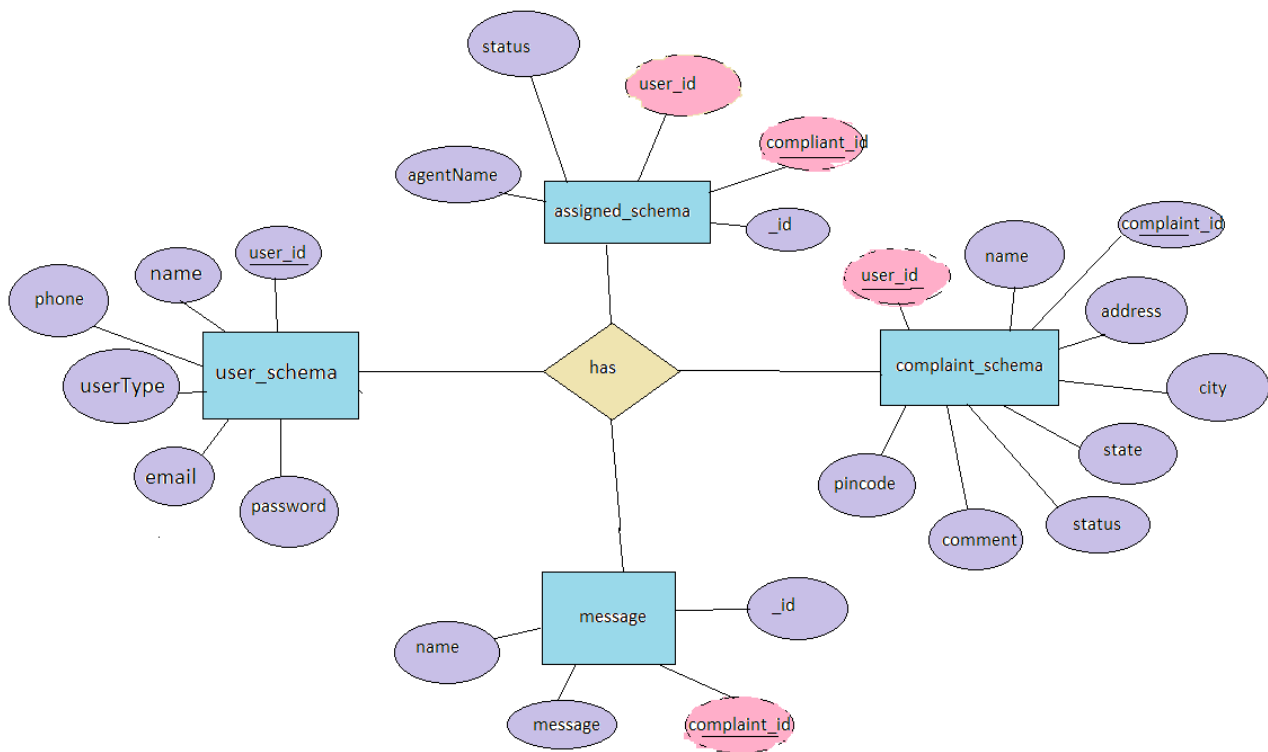 status
user_id
compliant_id
agentName
assigned_schema
_id
complaint_id
user_id
name
user_id
name
address
phone
has
user_schema
complaint_schema
userType
city
state
email
pincode
password
status
comment
_id
message
name
message
complaint_id